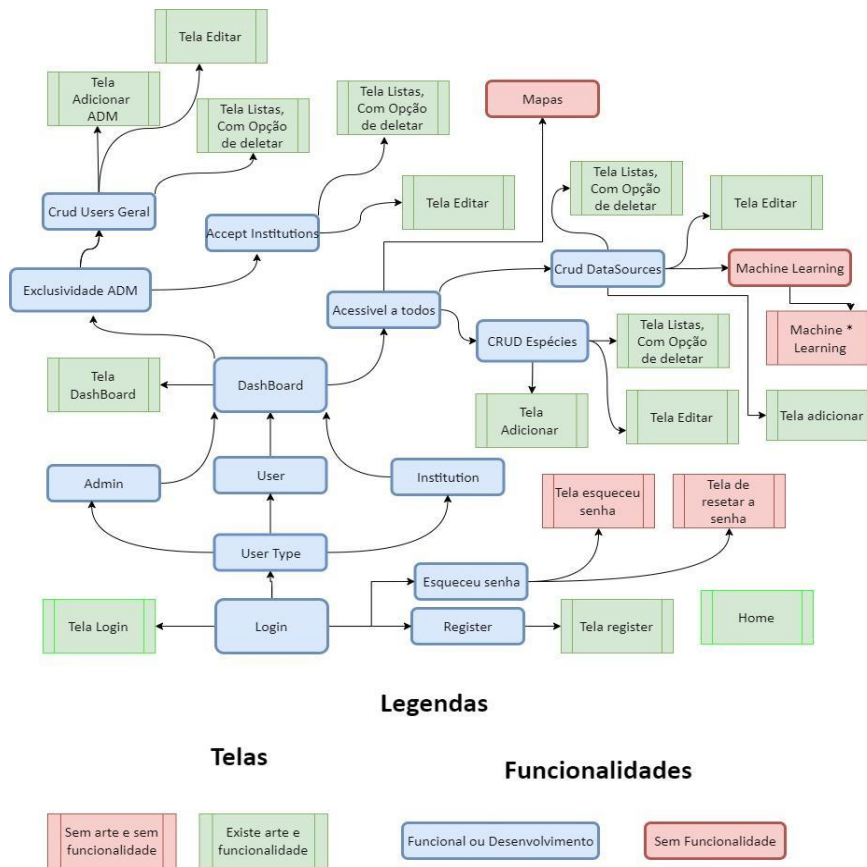 Tela Editar
Tela
Adicionar
ADM
Tela Listas,
Com Opção
de deletar
Tela Listas,
Com Opção
de deletar
Mapas
Tela Listas,
Com Opção
de deletar
Tela Editar
Crud Users Geral
Accept Institutions
Tela Editar
Exclusividade ADM
Acessivel a todos
Crud DataSources
Machine Learning
CRUD Espécies
Tela Listas,
Com Opção
de deletar
Machine *
Learning
Tela
DashBoard
DashBoard
Tela
Adicionar
Tela Editar
Tela adicionar
Admin
User
Institution
Tela esqueceu
senha
Tela de
resetar a
senha
User Type
Esqueceu senha
Tela Login
Login
Register
Tela register
Home
Legendas
Telas
Funcionalidades
Sem arte e sem
funcionalidade
Existe arte e
funcionalidade
Funcional ou Desenvolvimento
Sem Funcionalidade